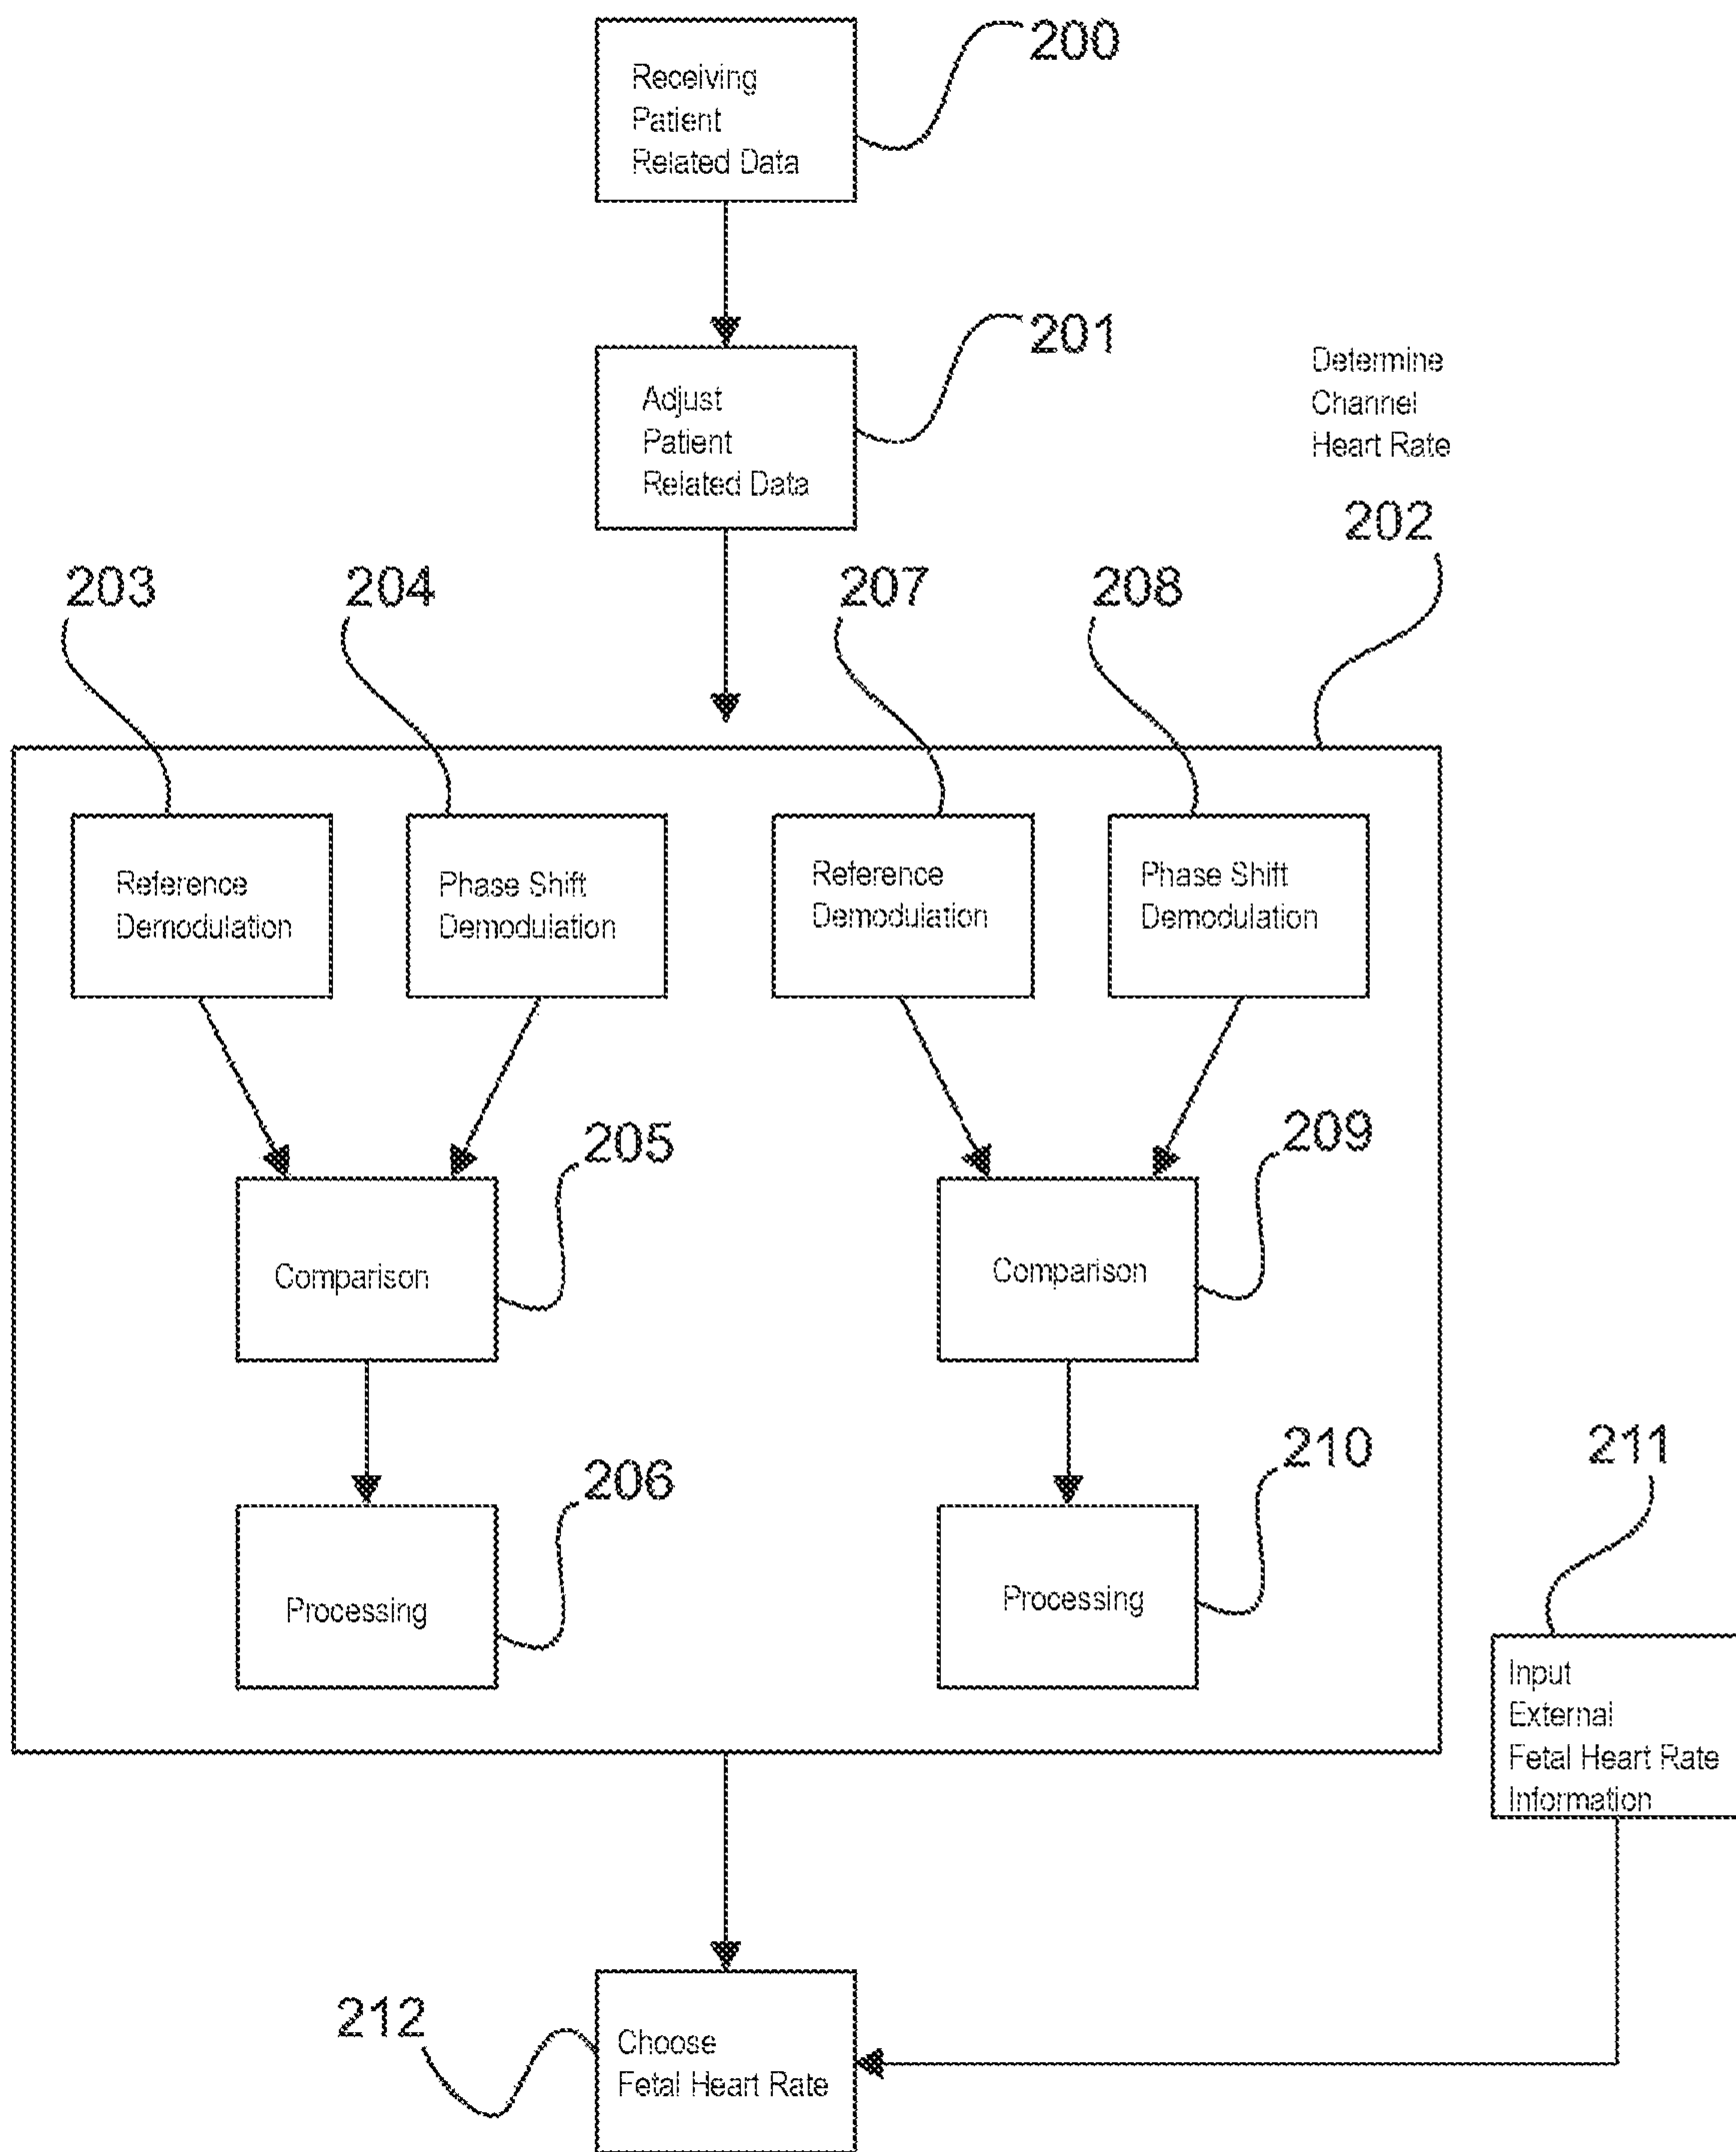 200
Receiving
Patient
Related Data
201
Adjust
Patient
Related Data
Determine
Channel
Heart Rate
202
203
204
207
208
Reference
Demodulation
Phase Shift
Demodulation
Reference
Demodulation
Phase Shift
Demodulation
205
209
Comparison
Comparison
206
210
Processing
Processing
211
Input
External
Fetal Heart Rate
Information
212
Choose
Fetal Heart Rate